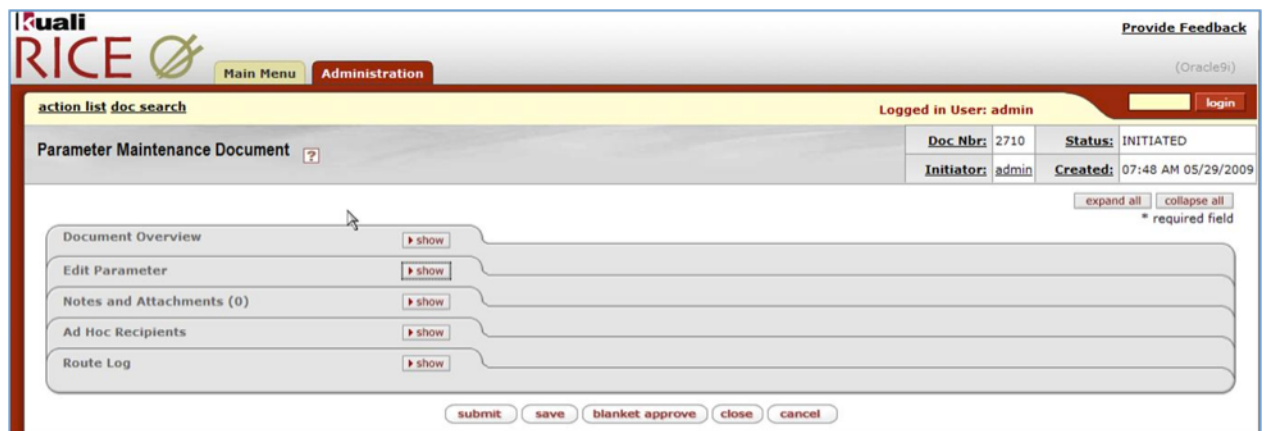 Kuali
RICE
Provide Feedback
Main Menu Administration
(Oracle9i)
action list doc search
Logged in User: admin
login
Parameter Maintenance Document ?
Doc Nbr: 2710 Status: INITIATED
Initiator: admin Created: 07:48 AM 05/29/2009
expand all collapse all
* required field
Document Overview show
Edit Parameter show
Notes and Attachments (0) show
Ad Hoc Recipients show
Route Log show
submit save blanket approve close cancel